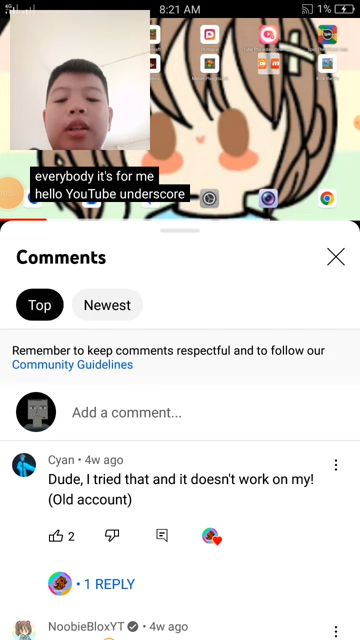 4G
8:21 AM
1%
everybody it's for me
hello YouTube underscore
Comments
Top
Newest
Remember to keep comments respectful and to follow our
Community Guidelines
Add a comment...
Cyan • 4w ago
Dude, I tried that and it doesn't work on my!
(Old account)
2
• 1 REPLY
NoobieBloxYT • 4w ago